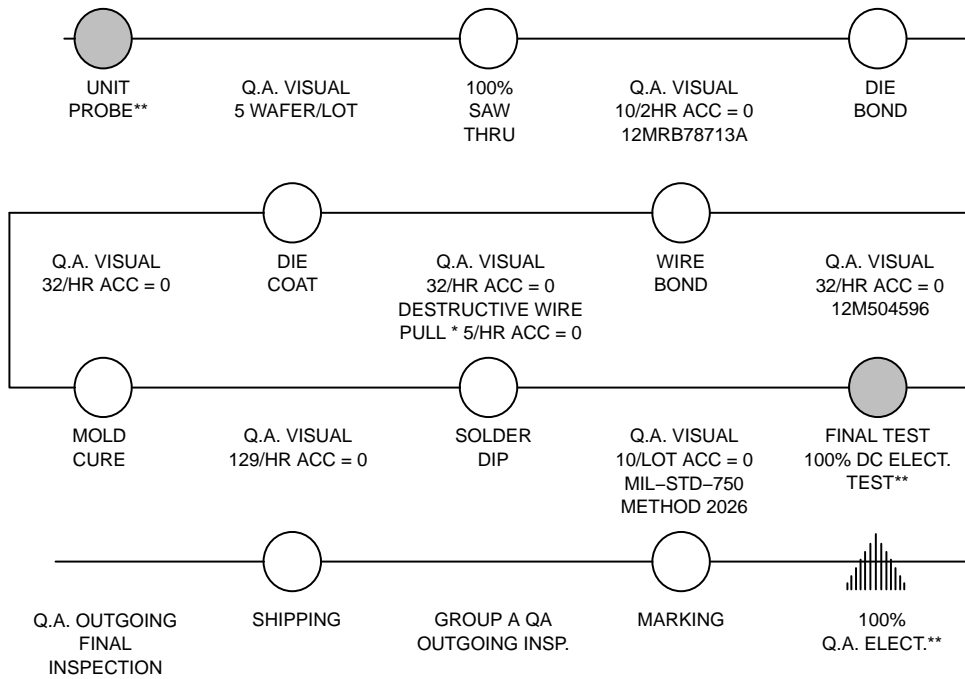 UNIT
PROBE**
Q.A. VISUAL
5 WAFER/LOT
100%
SAW
THRU
Q.A. VISUAL
10/2HR ACC = 0
12MRB78713A
DIE
BOND
Q.A. VISUAL
32/HR ACC = 0
DIE
COAT
Q.A. VISUAL
32/HR ACC = 0
DESTRUCTIVE WIRE
PULL * 5/HR ACC = 0
WIRE
BOND
Q.A. VISUAL
32/HR ACC = 0
12M504596
MOLD
CURE
Q.A. VISUAL
129/HR ACC = 0
SOLDER
DIP
Q.A. VISUAL
10/LOT ACC = 0
MIL–STD–750
METHOD 2026
FINAL TEST
100% DC ELECT.
TEST**
Q.A. OUTGOING
FINAL
INSPECTION
SHIPPING
GROUP A QA
OUTGOING INSP.
MARKING
100%
Q.A. ELECT.**